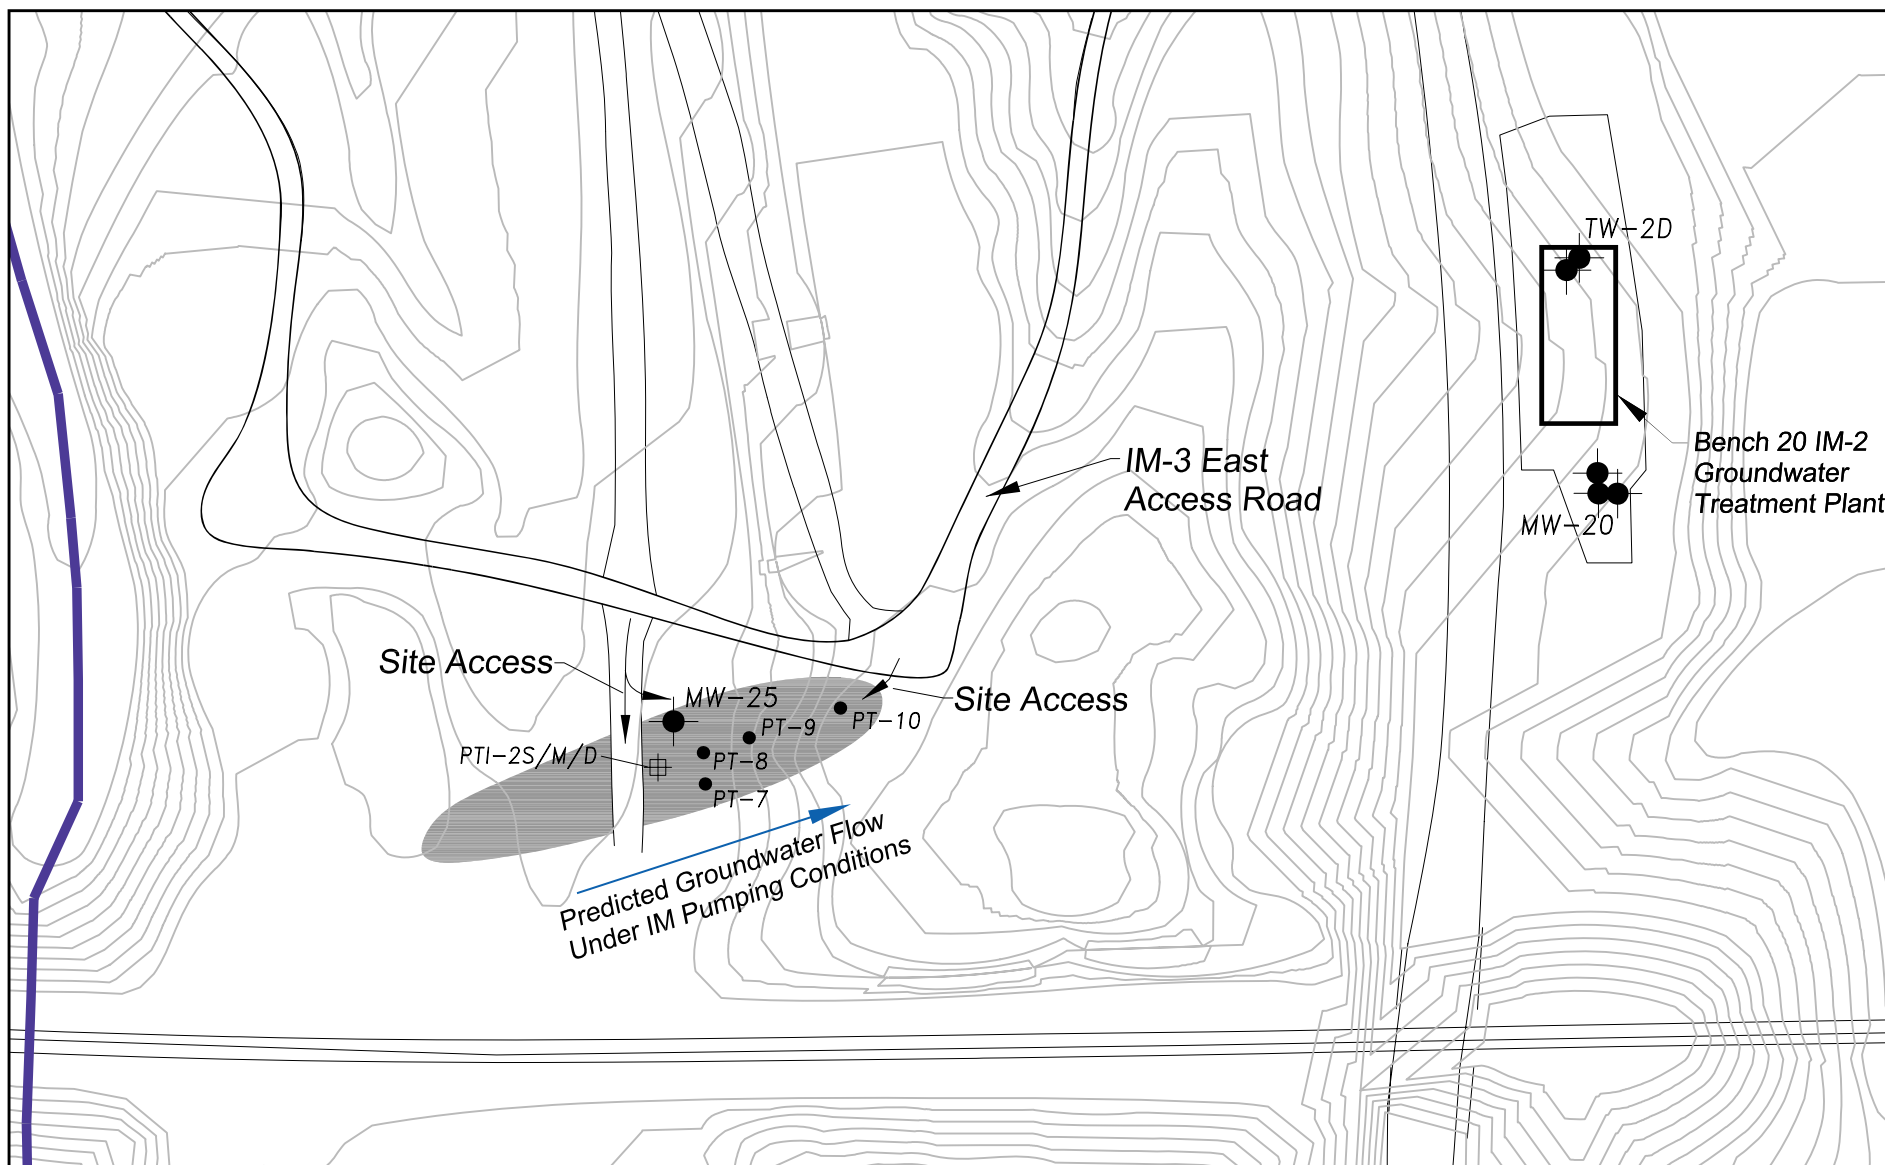 TW-2D
Bench 20 IM-2
Groundwater
Treatment Plant
IM-3 East
Access Road
MW-20
Site Access
MW-25
Site Access
PT-10
PT-9
PTI-2S/M/D
PT-8
PT-7
Predicted Groundwater Flow
Under IM Pumping Conditions